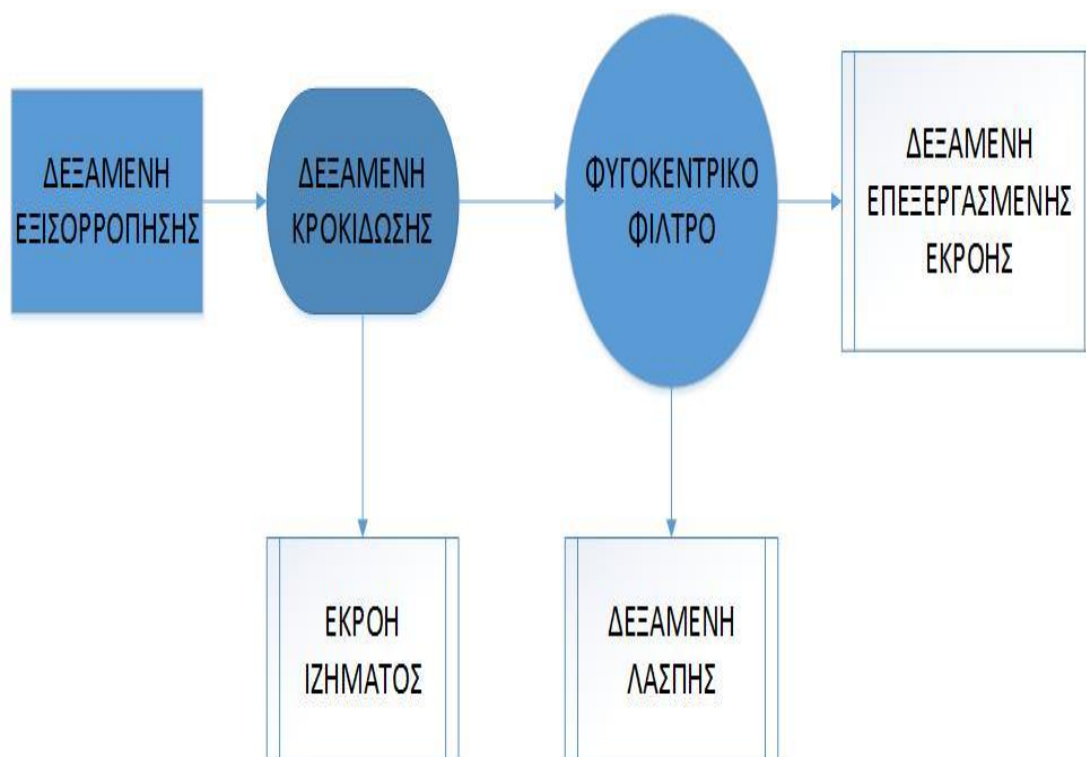 ΔΕΞΑΜΕΝΗ
ΕΞΙΣΟΡΡΟΠΗΣΗΣ
ΔΕΞΑΜΕΝΗ
ΚΡΟΚΙΔΩΣΗΣ
ΦΥΓΟΚΕΝΤΡΙΚΟ
ΦΙΛΤΡΟ
ΔΕΞΑΜΕΝΗ
ΕΠΕΞΕΡΓΑΣΜΕΝΗΣ
ΕΚΡΟΗΣ
ΕΚΡΟΗ
ΙΖΗΜΑΤΟΣ
ΔΕΞΑΜΕΝΗ
ΛΑΣΠΗΣ